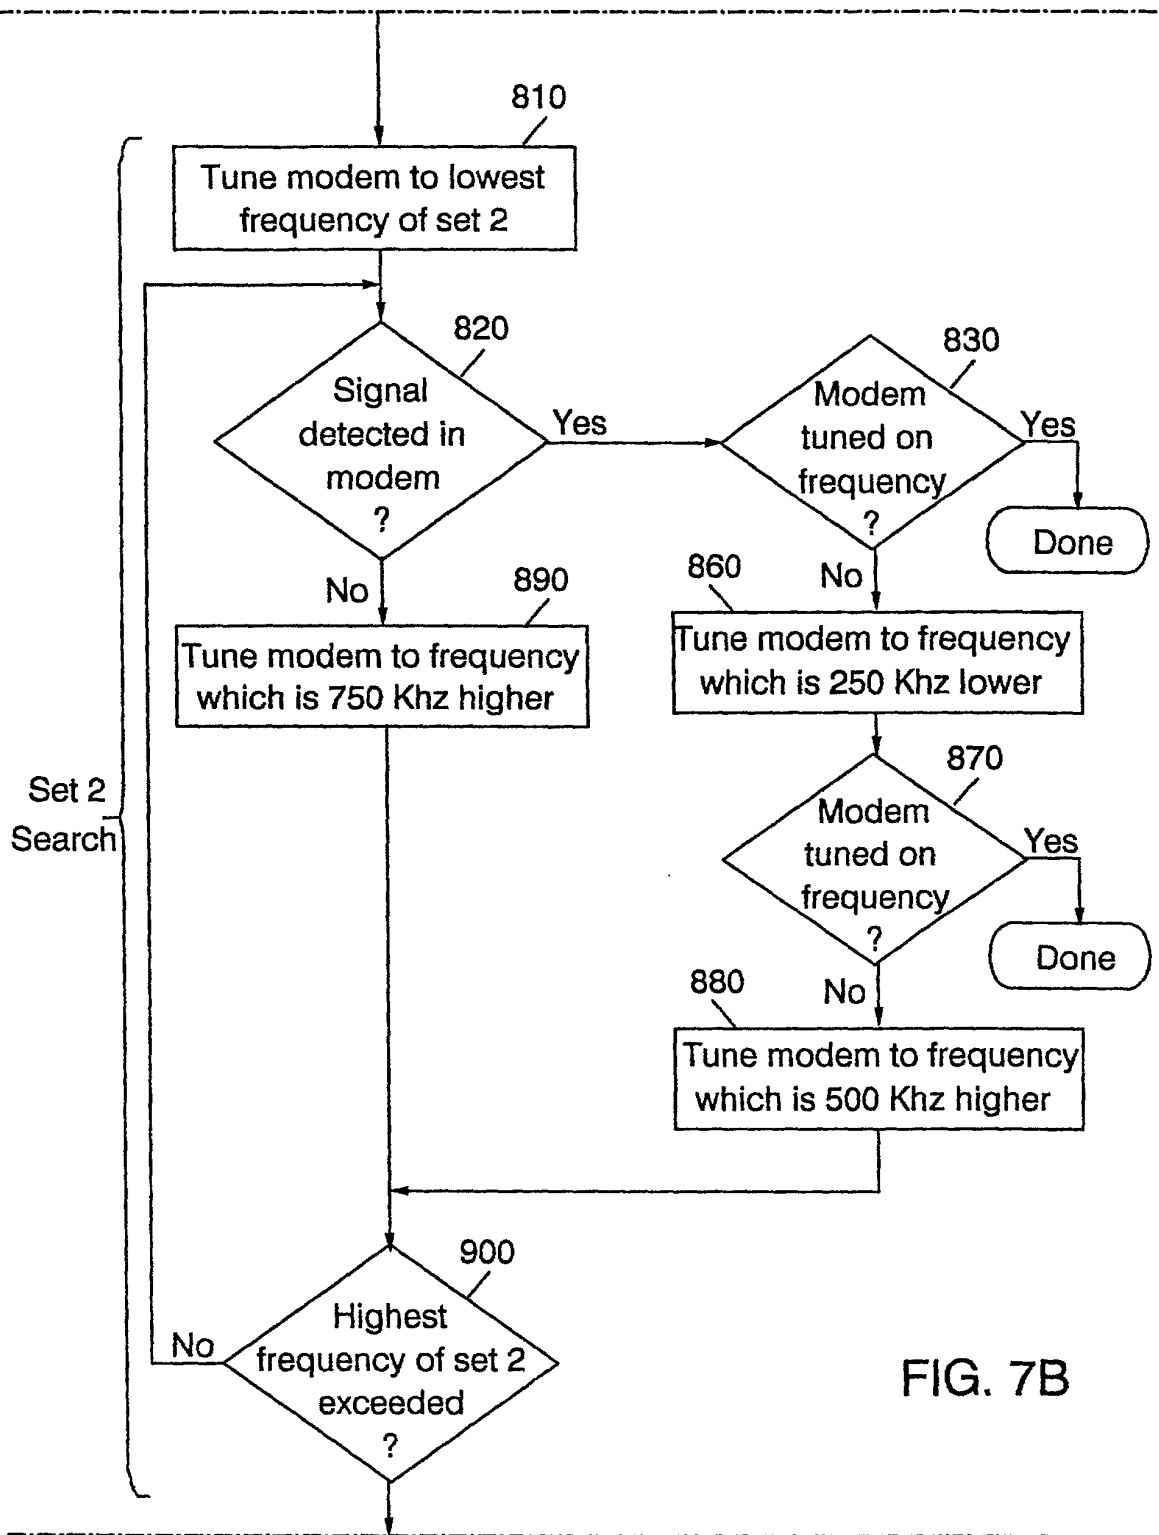 810
Tune modem to lowest
frequency of set 2
820
Signal
detected in
modem
?
Yes
No
830
Modem
tuned on
frequency
?
Yes
Done
No
890
Tune modem to frequency
which is 750 Khz higher
860
Tune modem to frequency
which is 250 Khz lower
870
Modem
tuned on
frequency
?
Yes
Done
No
Set 2
Search
880
Tune modem to frequency
which is 500 Khz higher
900
Highest
frequency of set 2
exceeded
?
No
FIG. 7B